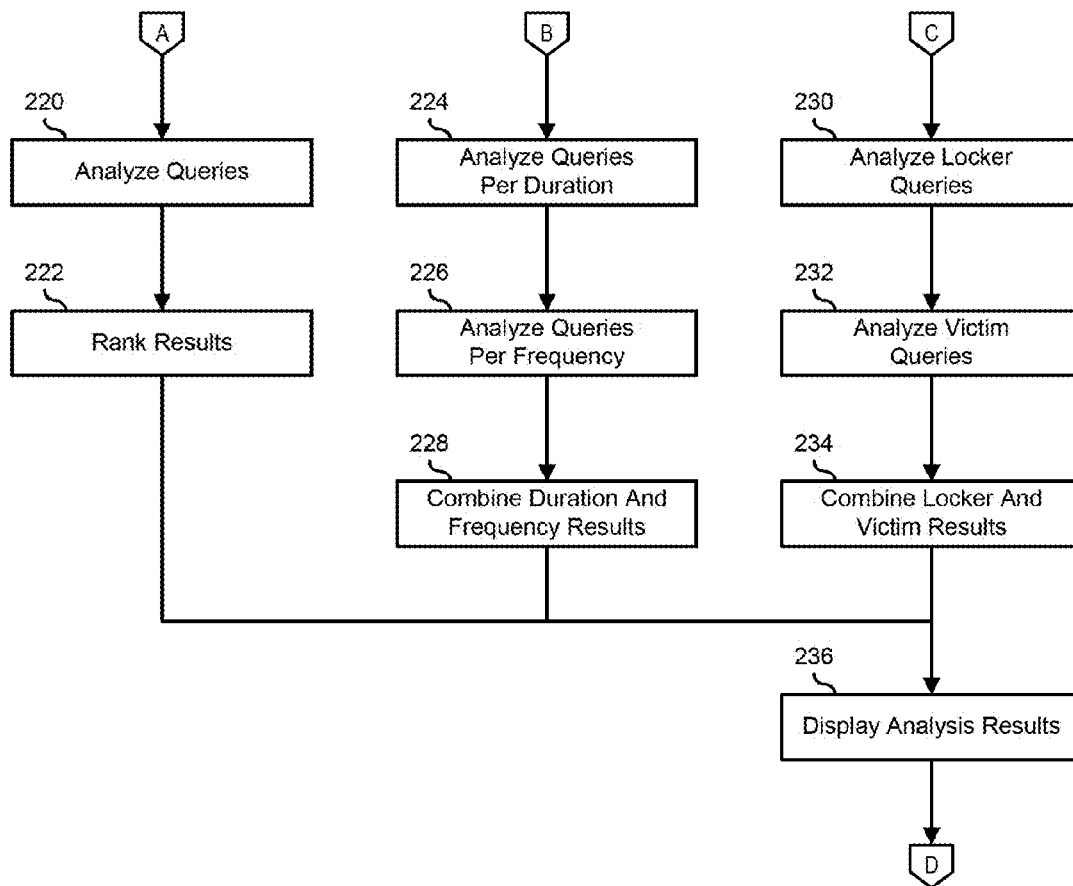 A
B
C
220
224
230
Analyze Queries
Analyze Queries
Per Duration
Analyze Locker
Queries
222
226
232
Rank Results
Analyze Queries
Per Frequency
Analyze Victim
Queries
228
234
Combine Duration And
Frequency Results
Combine Locker And
Victim Results
236
Display Analysis Results
D